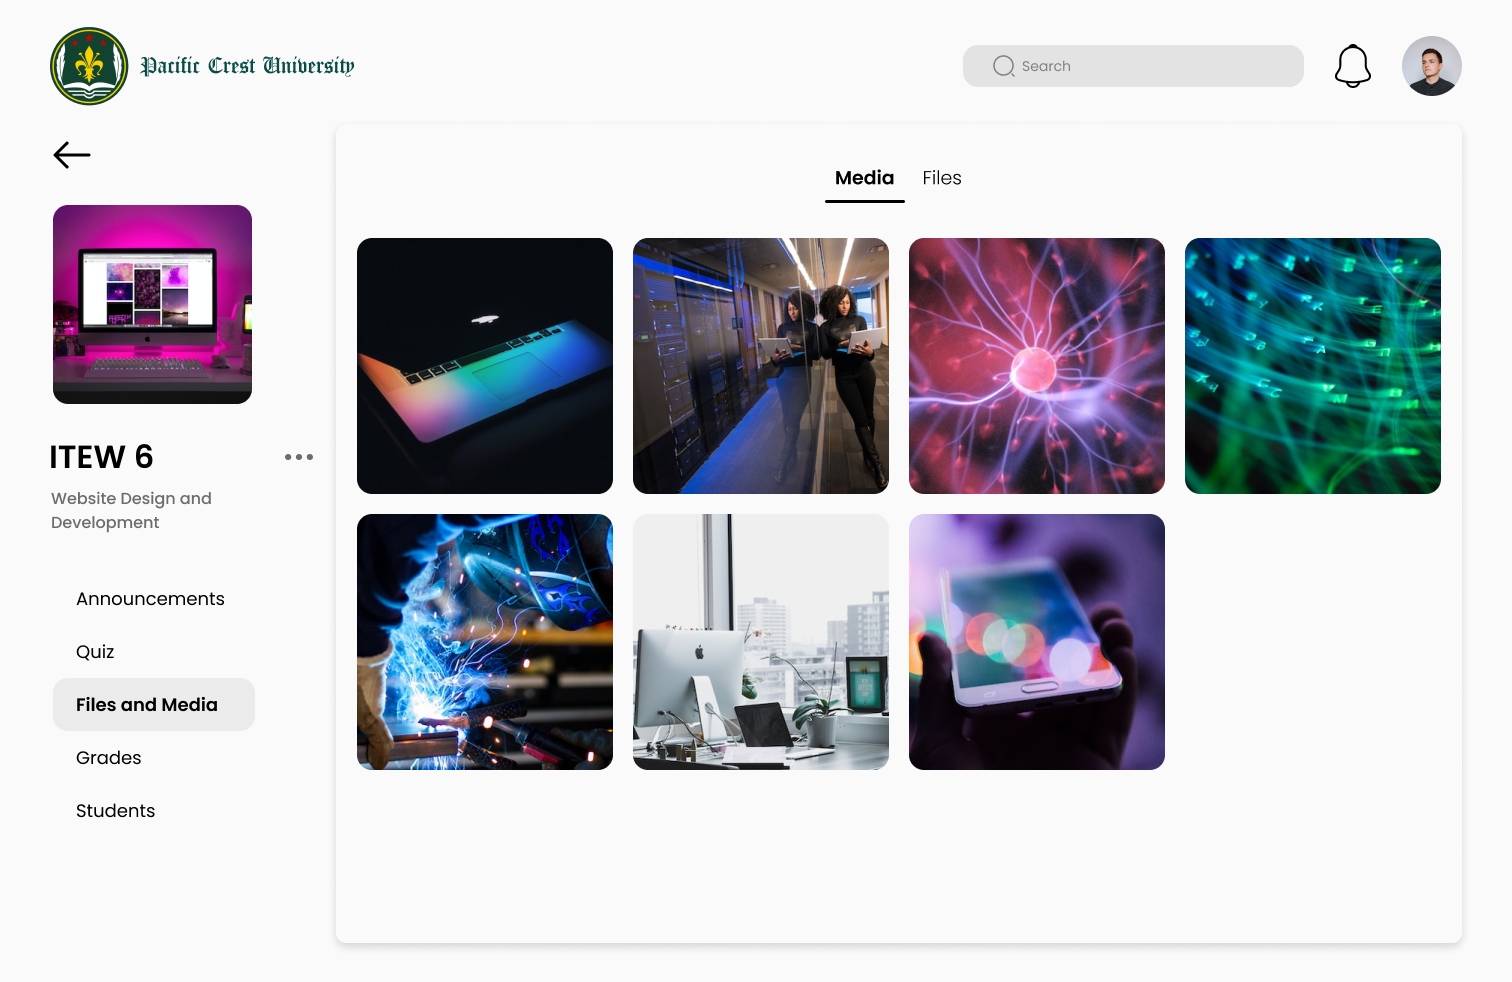 Pacific Crest University
Search
Media
Files
ITEW 6
Website Design and
Development
Announcements
Quiz
Files and Media
Grades
Students